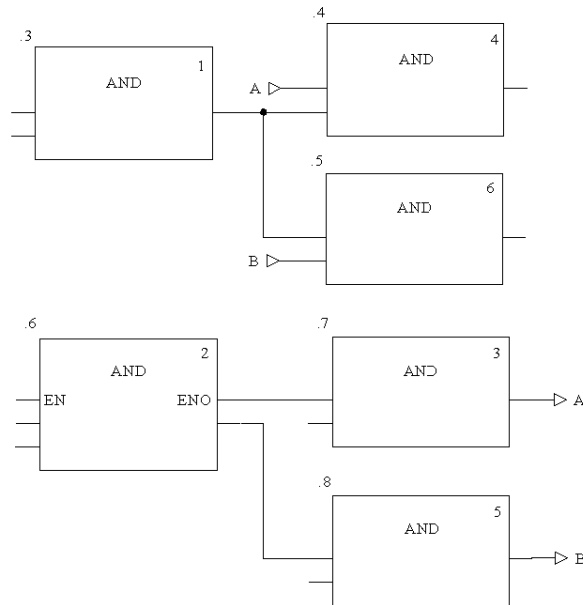 .3
AND 1
.4
AND 4
A
.5
AND 6
B
.6
AND 2
EN ENO
.7
AND 3
A
.8
AND 5
B